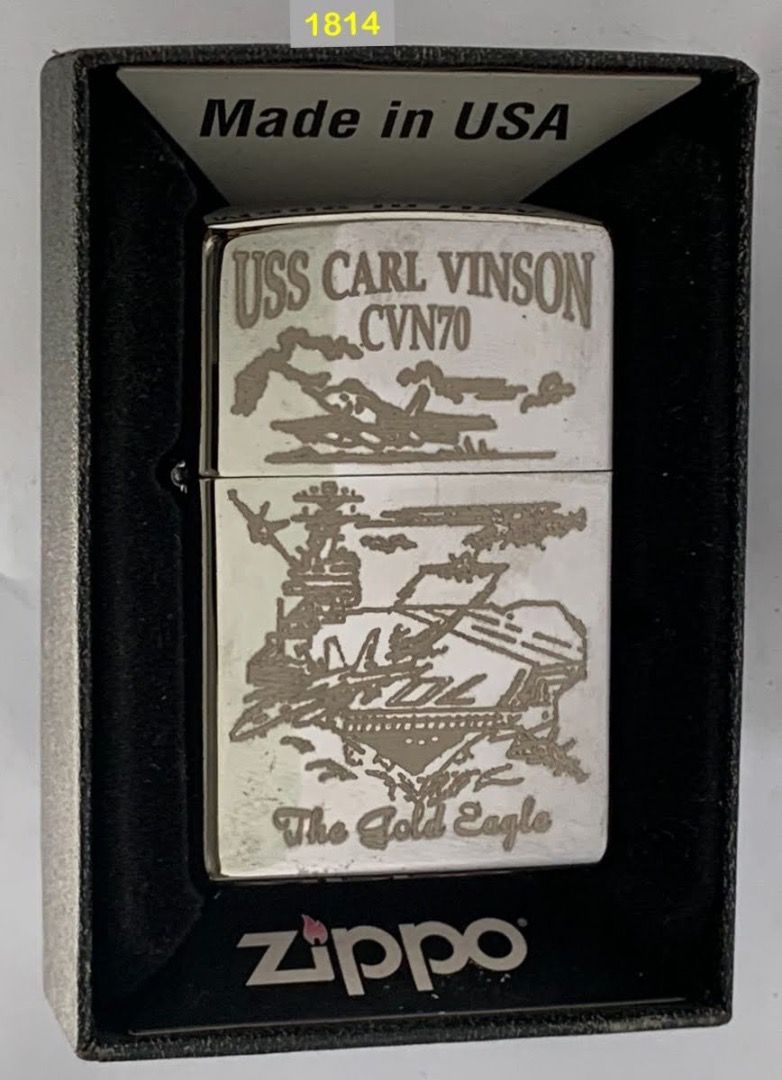 1814
Made in USA
USS CARL VINSON
CVN70
The Gold Eagle
zippo